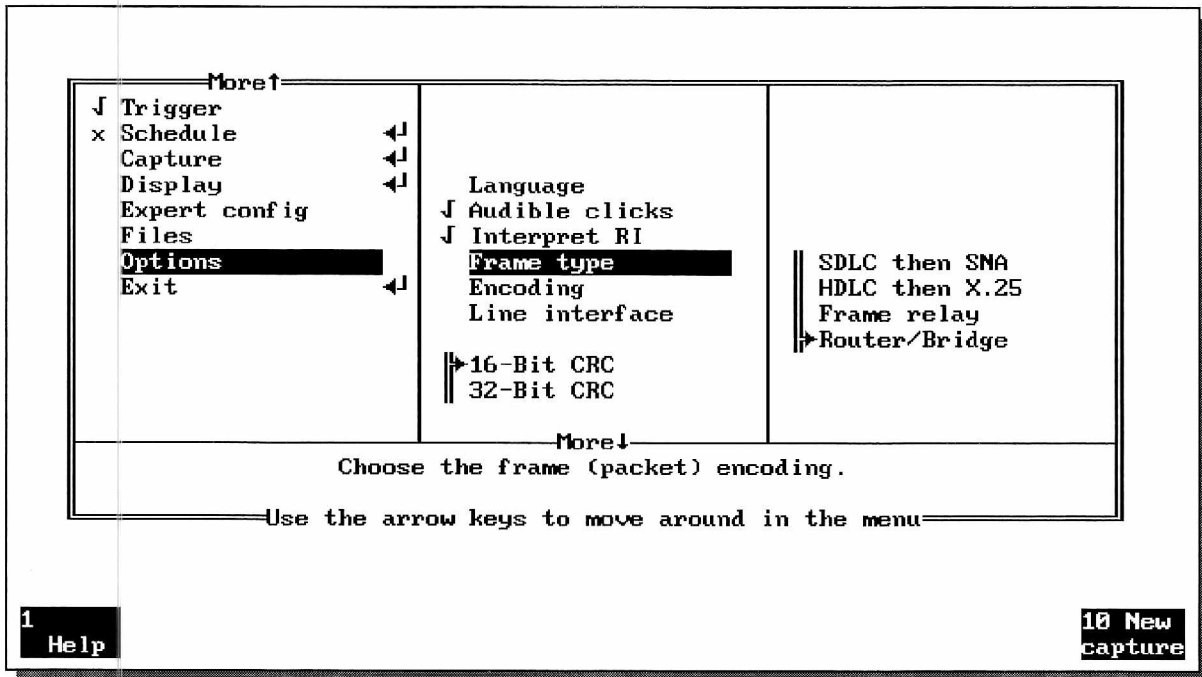 More↑
√ Trigger
x Schedule ◄┘
Capture ◄┘
Display ◄┘
Expert config
Files
Options
Exit ◄┘
Language
√ Audible clicks
√ Interpret RI
Frame type
Encoding
Line interface
16-Bit CRC
32-Bit CRC
SDLC then SNA
HDLC then X.25
Frame relay
Router/Bridge
More↓
Choose the frame (packet) encoding.
Use the arrow keys to move around in the menu
1
Help
10 New
capture